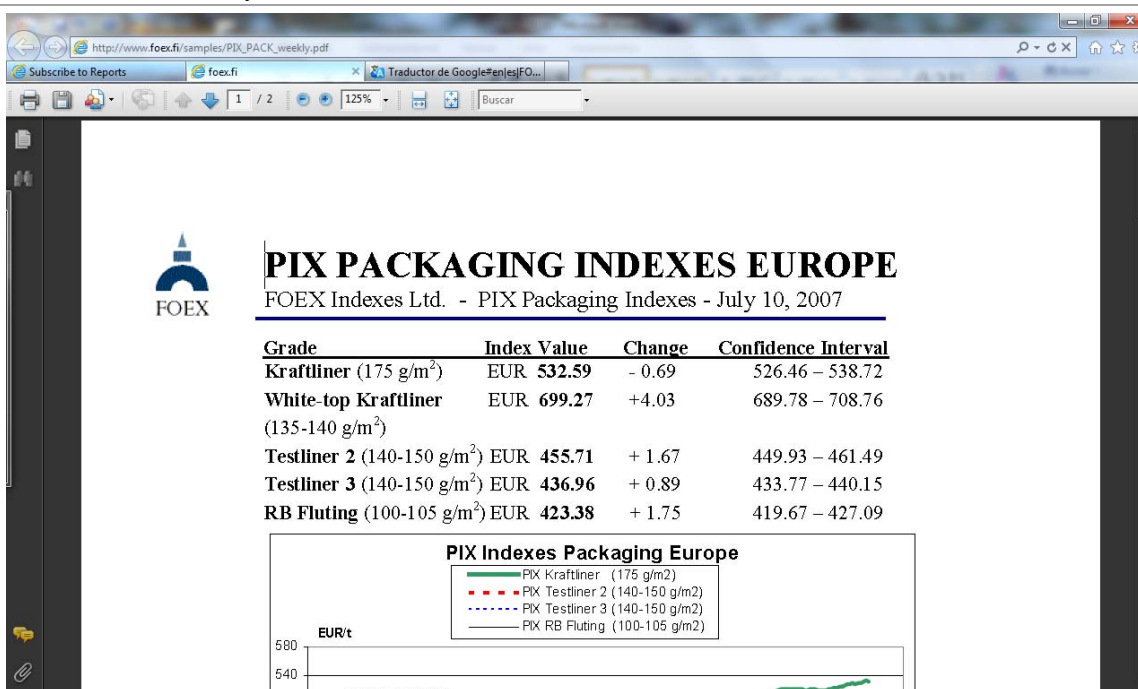 http://www.foex.fi/samples/PIX_PACK_weekly.pdf
Subscribe to Reports foex.fi Traductor de Google#en|es|FO...
1 / 2 125% Buscar
FOEX
PIX PACKAGING INDEXES EUROPE
FOEX Indexes Ltd. - PIX Packaging Indexes - July 10, 2007
Grade Index Value Change Confidence Interval
Kraftliner (175 g/m²) EUR 532.59 - 0.69 526.46 – 538.72
White-top Kraftliner EUR 699.27 +4.03 689.78 – 708.76
(135-140 g/m²)
Testliner 2 (140-150 g/m²) EUR 455.71 + 1.67 449.93 – 461.49
Testliner 3 (140-150 g/m²) EUR 436.96 + 0.89 433.77 – 440.15
RB Fluting (100-105 g/m²) EUR 423.38 + 1.75 419.67 – 427.09
PIX Indexes Packaging Europe
PIX Kraftliner (175 g/m2)
PIX Testliner 2 (140-150 g/m2)
PIX Testliner 3 (140-150 g/m2)
PIX RB Fluting (100-105 g/m2)
EUR/t
580
540